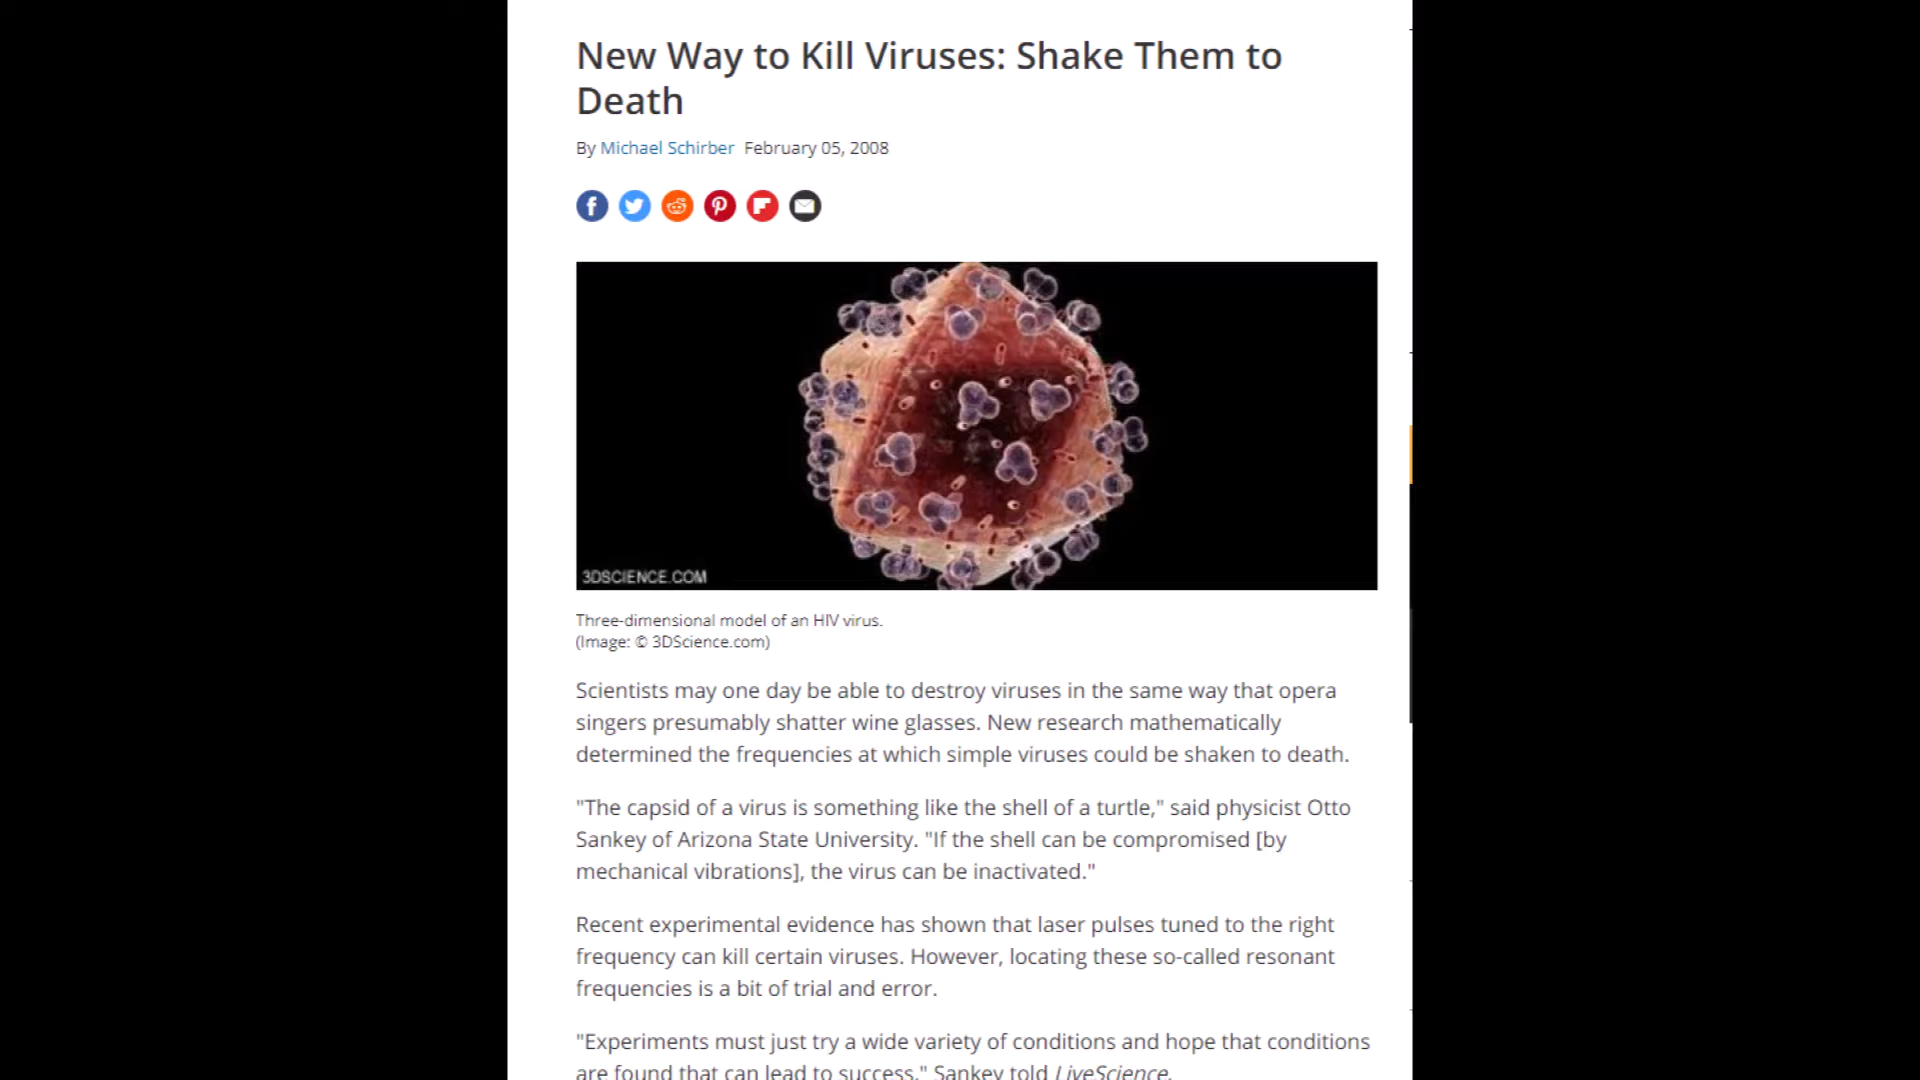 New Way to Kill Viruses: Shake Them to
Death
By Michael Schirber February 05, 2008
3DSCIENCE.COM
Three-dimensional model of an HIV virus.
(Image: © 3DScience.com)
Scientists may one day be able to destroy viruses in the same way that opera
singers presumably shatter wine glasses. New research mathematically
determined the frequencies at which simple viruses could be shaken to death.
"The capsid of a virus is something like the shell of a turtle," said physicist Otto
Sankey of Arizona State University. "If the shell can be compromised [by
mechanical vibrations], the virus can be inactivated."
Recent experimental evidence has shown that laser pulses tuned to the right
frequency can kill certain viruses. However, locating these so-called resonant
frequencies is a bit of trial and error.
"Experiments must just try a wide variety of conditions and hope that conditions
are found that can lead to success," Sankey told LiveScience.